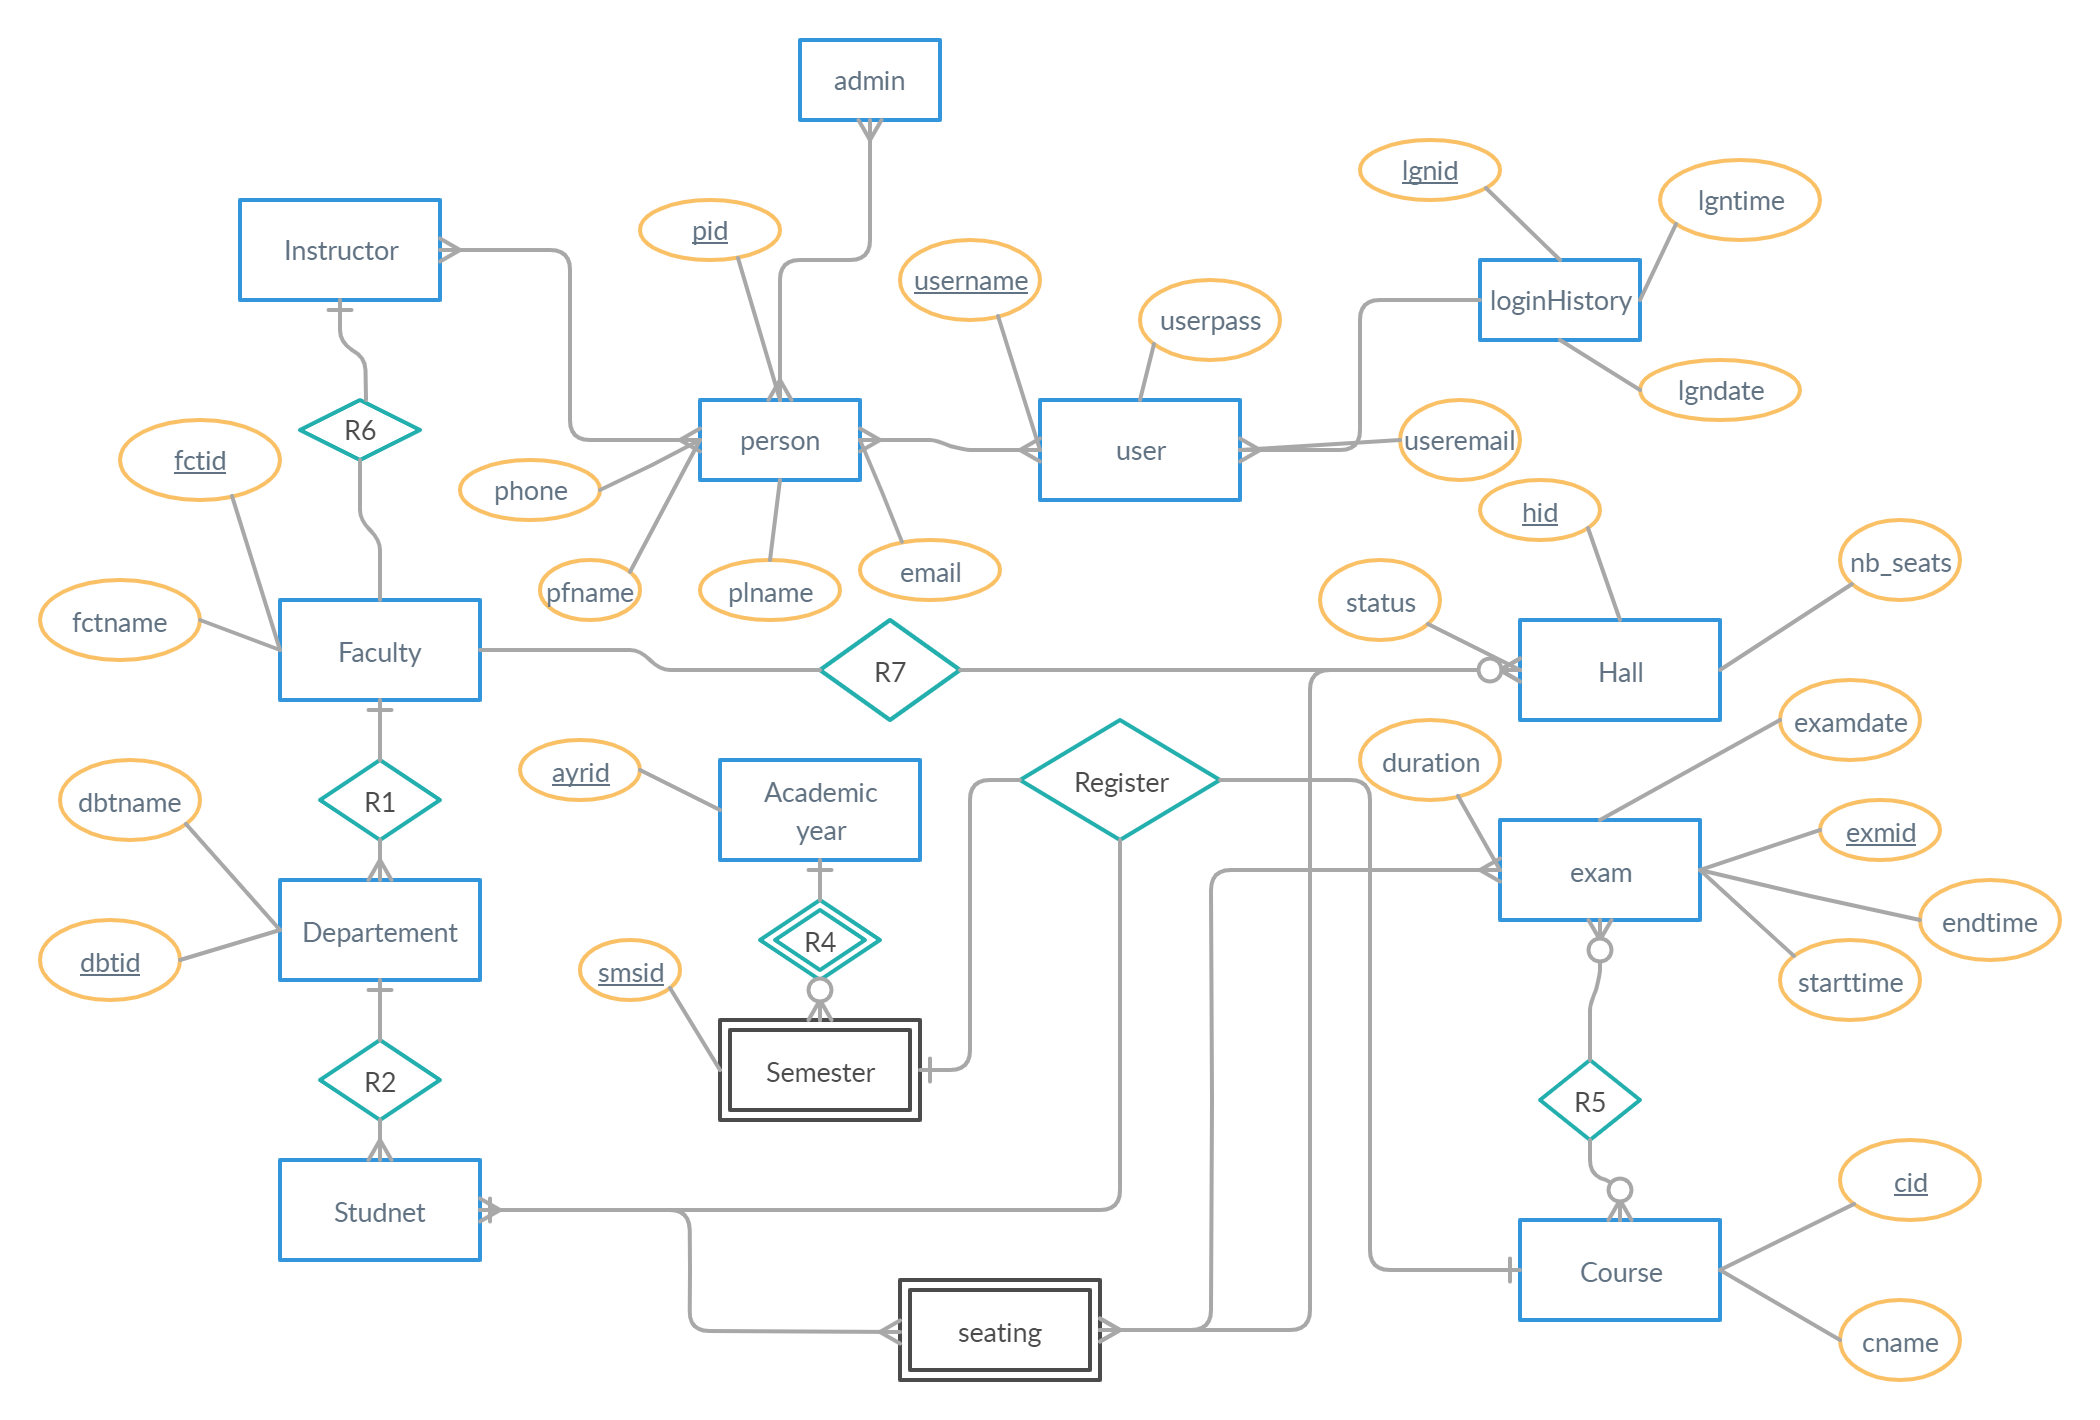 admin
lgnid
lgntime
Instructor
pid
username
userpass
loginHistory
lgndate
R6
person
user
useremail
fctid
phone
hid
pfname
plname
email
nb_seats
fctname
Faculty
status
R7
Hall
examdate
ayrid
Academic
year
Register
duration
dbtname
R1
exam
exmid
Departement
R4
endtime
dbtid
smsid
starttime
R2
Semester
R5
Studnet
cid
Course
seating
cname